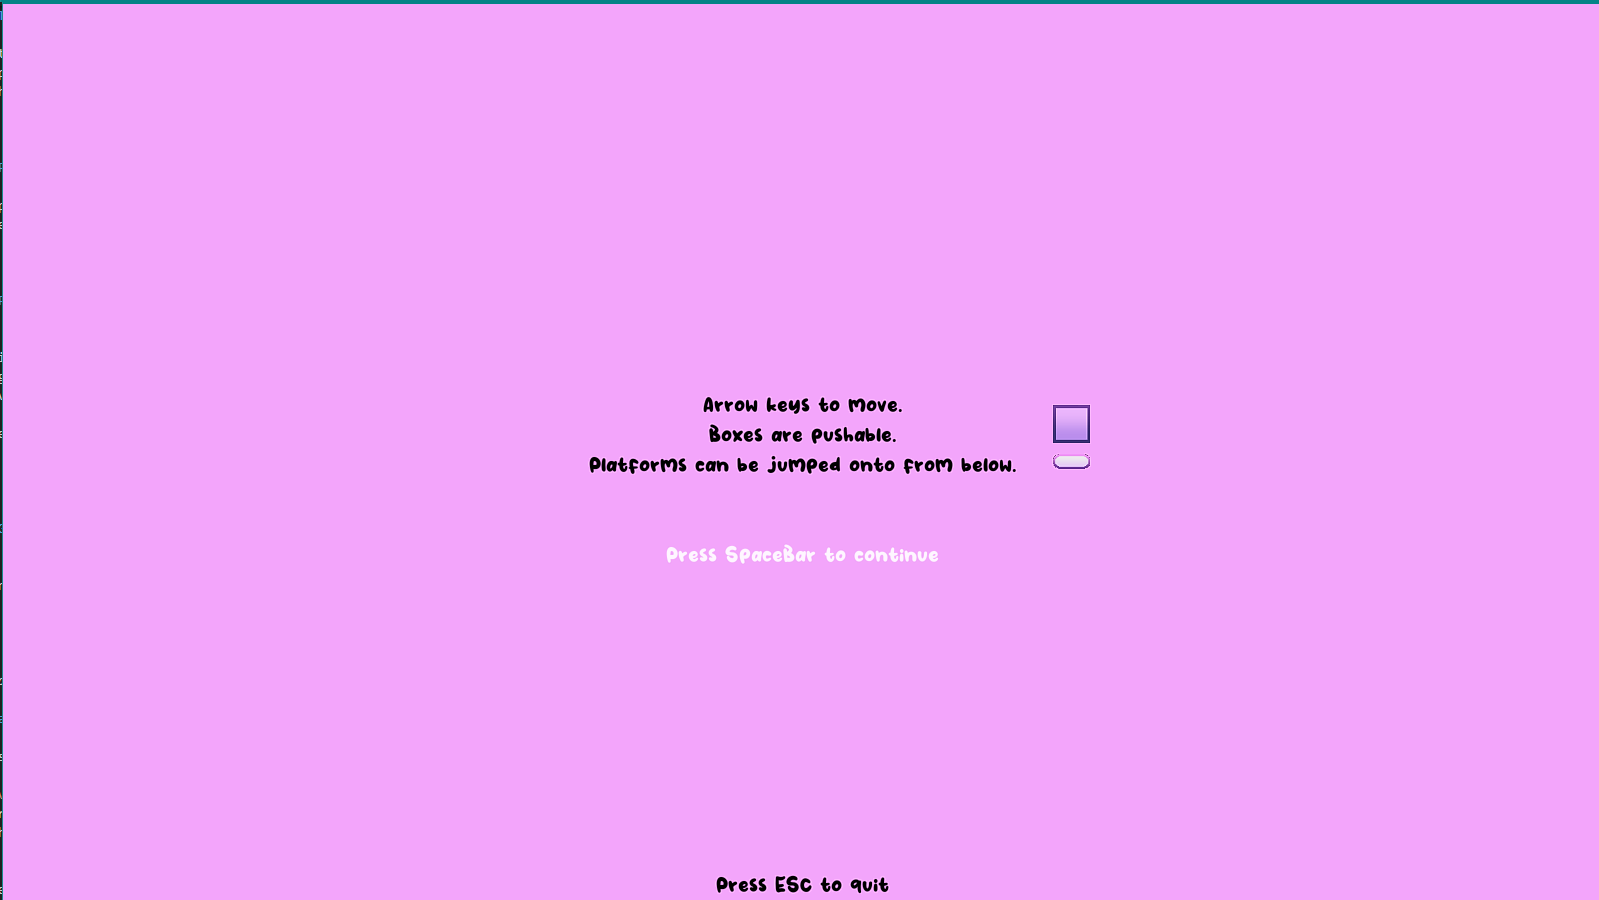 Arrow keys to move.
Boxes are pushable.
Platforms can be jumped onto from below.
Press SpaceBar to continue
Press ESC to quit